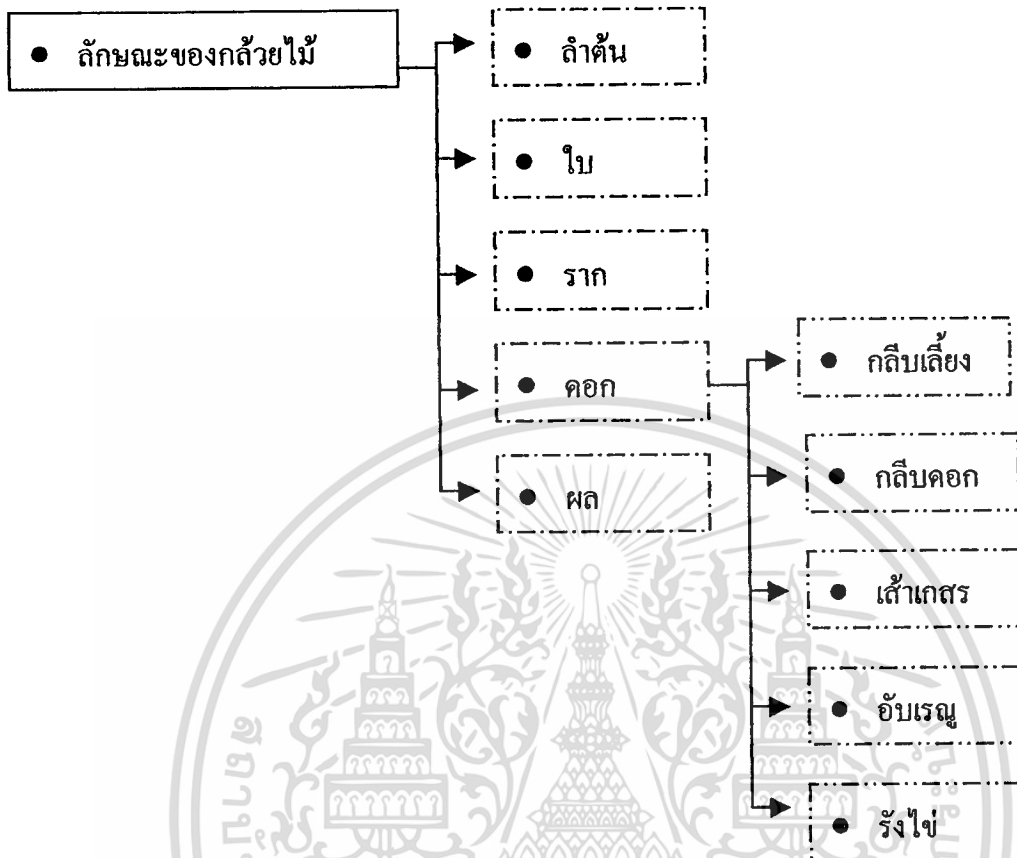 ● ลักษณะของกล้วยไม้
● ลำต้น
● ใบ
● ราก
● ดอก
● ผล
● กลีบเลี้ยง
● กลีบดอก
● เส้าเกสร
● อับเรณู
● รังไข่